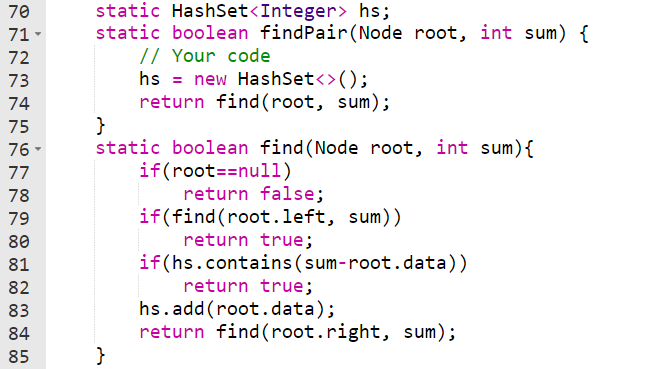 70 static HashSet<Integer> hs;
71 static boolean findPair(Node root, int sum) {
72 // Your code
73 hs = new HashSet<>();
74 return find(root, sum);
75 }
76 static boolean find(Node root, int sum){
77 if(root==null)
78 return false;
79 if(find(root.left, sum))
80 return true;
81 if(hs.contains(sum-root.data))
82 return true;
83 hs.add(root.data);
84 return find(root.right, sum);
85 }